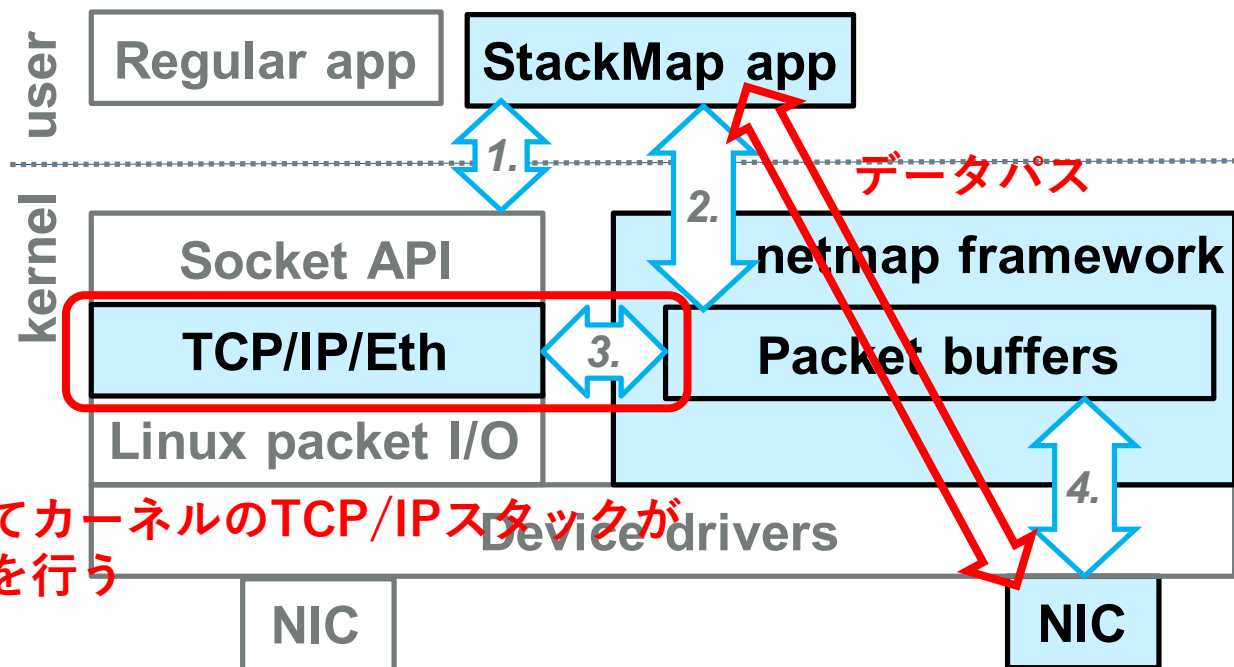 user
Regular app
StackMap app
1.
データパス
kernel
2.
Socket API
netmap framework
TCP/IP/Eth
3.
Packet buffers
Linux packet I/O
4.
てカーネルのTCP/IPスタックが
Device drivers
を行う
NIC
NIC